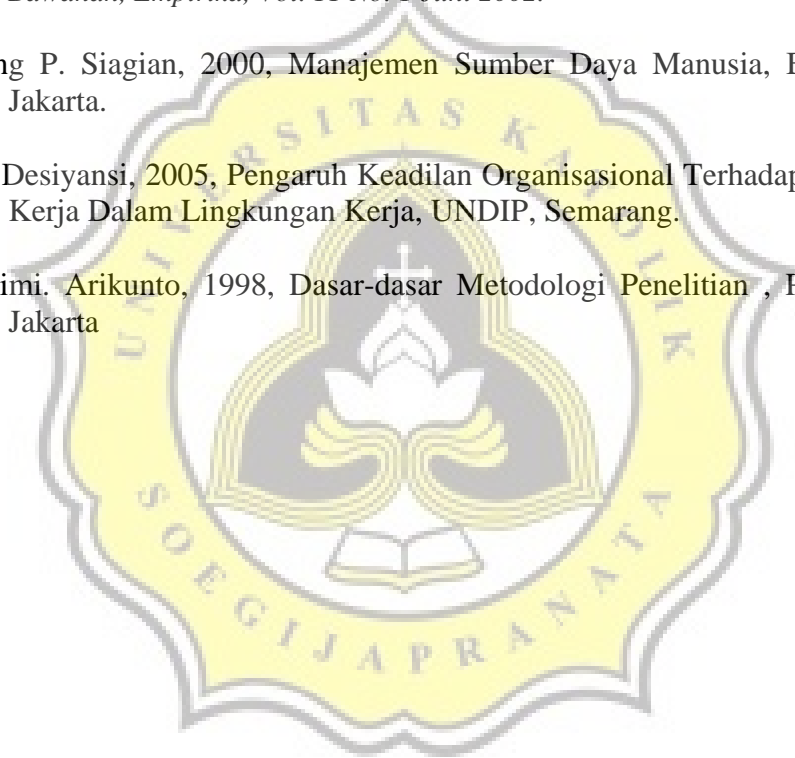 Bawahan, Empirika, Vol. No. 1 Juni 2002.
ng P. Siagian, 2000, Manajemen Sumber Daya Manusia,
Jakarta.
Desiyansi, 2005, Pengaruh Keadilan Organisasional Terhadap
Kerja Dalam Lingkungan Kerja, UNDIP, Semarang.
imi. Arikunto, 1998, Dasar-dasar Metodologi Penelitian ,
Jakarta
UNIVERSITAS KATOLIK
SOEGIJAPRANATA